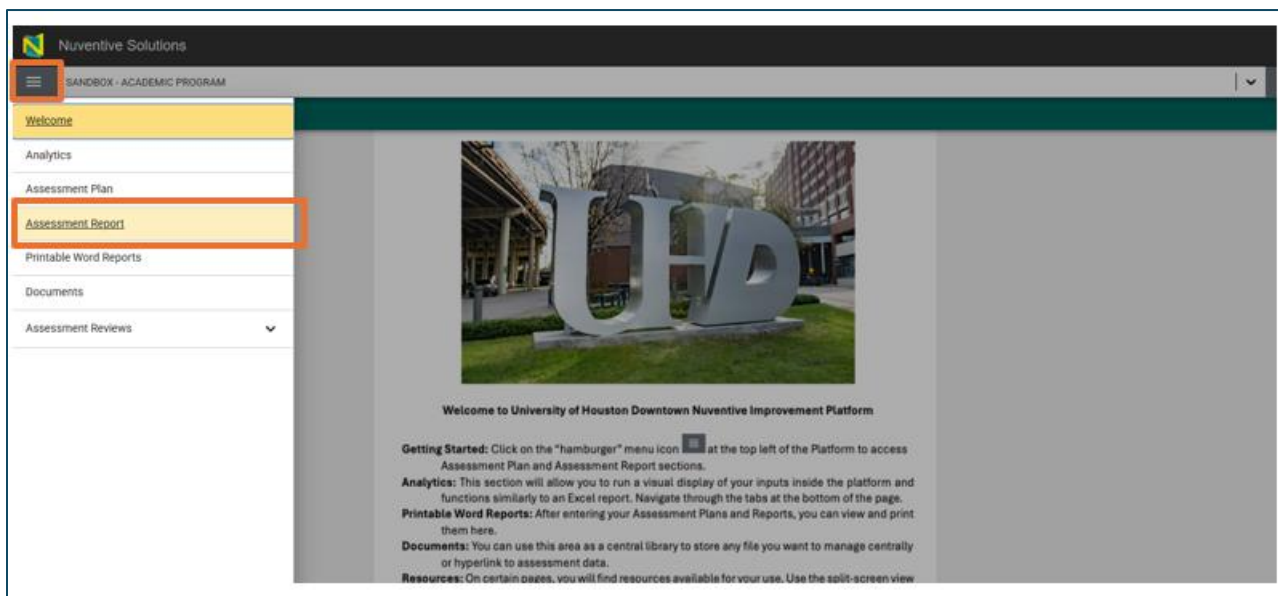 Nuventive Solutions
SANDBOX - ACADEMIC PROGRAM
Welcome
Analytics
Assessment Plan
Assessment Report
Printable Word Reports
Documents
Assessment Reviews
UHD
Welcome to University of Houston Downtown Nuventive Improvement Platform
Getting Started: Click on the "hamburger" menu icon at the top left of the Platform to access
Assessment Plan and Assessment Report sections.
Analytics: This section will allow you to run a visual display of your inputs inside the platform and
functions similarly to an Excel report. Navigate through the tabs at the bottom of the page.
Printable Word Reports: After entering your Assessment Plans and Reports, you can view and print
them here.
Documents: You can use this area as a central library to store any file you want to manage centrally
or hyperlink to assessment data.
Resources: On certain pages, you will find resources available for your use. Use the split-screen view